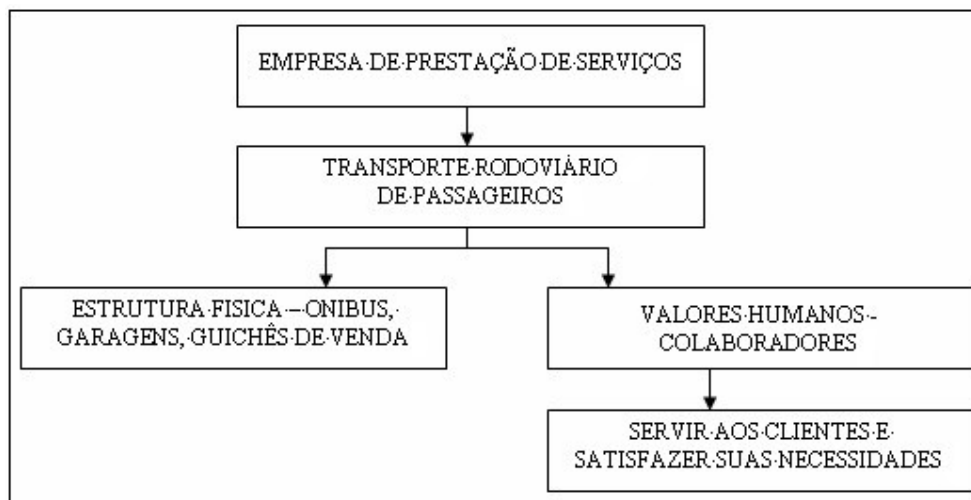 EMPRESA·DE·PRESTAÇÃO·DE·SERVIÇOS
TRANSPORTE·RODOVIÁRIO
DE·PASSAGEIROS
ESTRUTURA·FISICA·–·ONIBUS,·
GARAGENS,·GUICHÊS·DE·VENDA
VALORES·HUMANOS·-
COLABORADORES
SERVIR·AOS·CLIENTES·E·
SATISFAZER·SUAS·NECESSIDADES